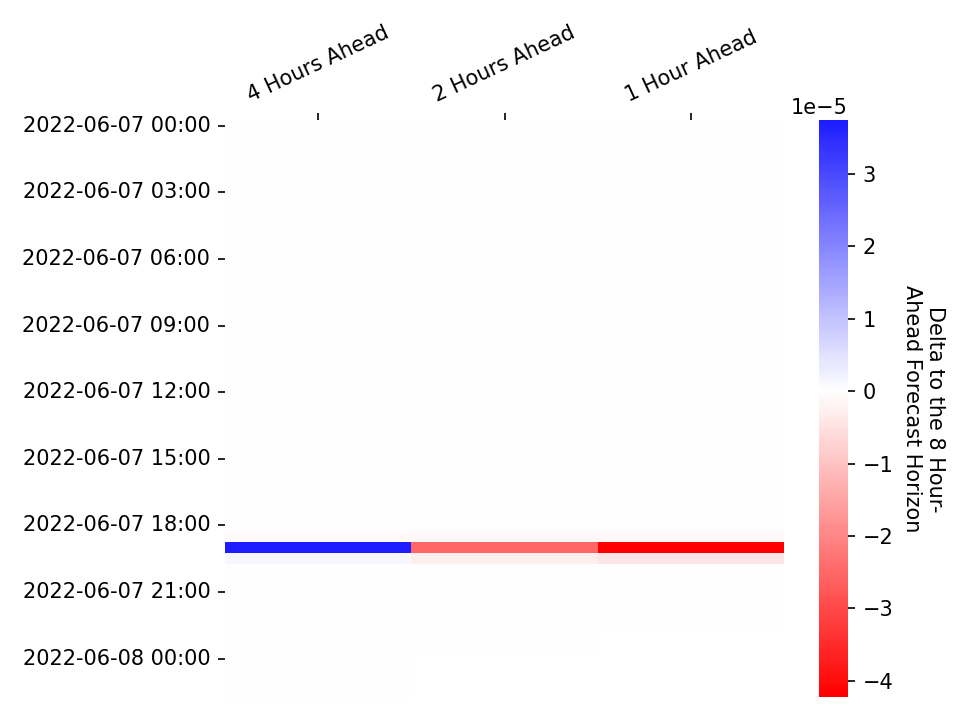 4 Hours Ahead
2 Hours Ahead
1 Hour Ahead
1e−5
2022-06-07 00:00
2022-06-07 03:00
2022-06-07 06:00
2022-06-07 09:00
2022-06-07 12:00
2022-06-07 15:00
2022-06-07 18:00
2022-06-07 21:00
2022-06-08 00:00
3
2
1
0
−1
−2
−3
−4
Delta to the 8 Hour-
Ahead Forecast Horizon